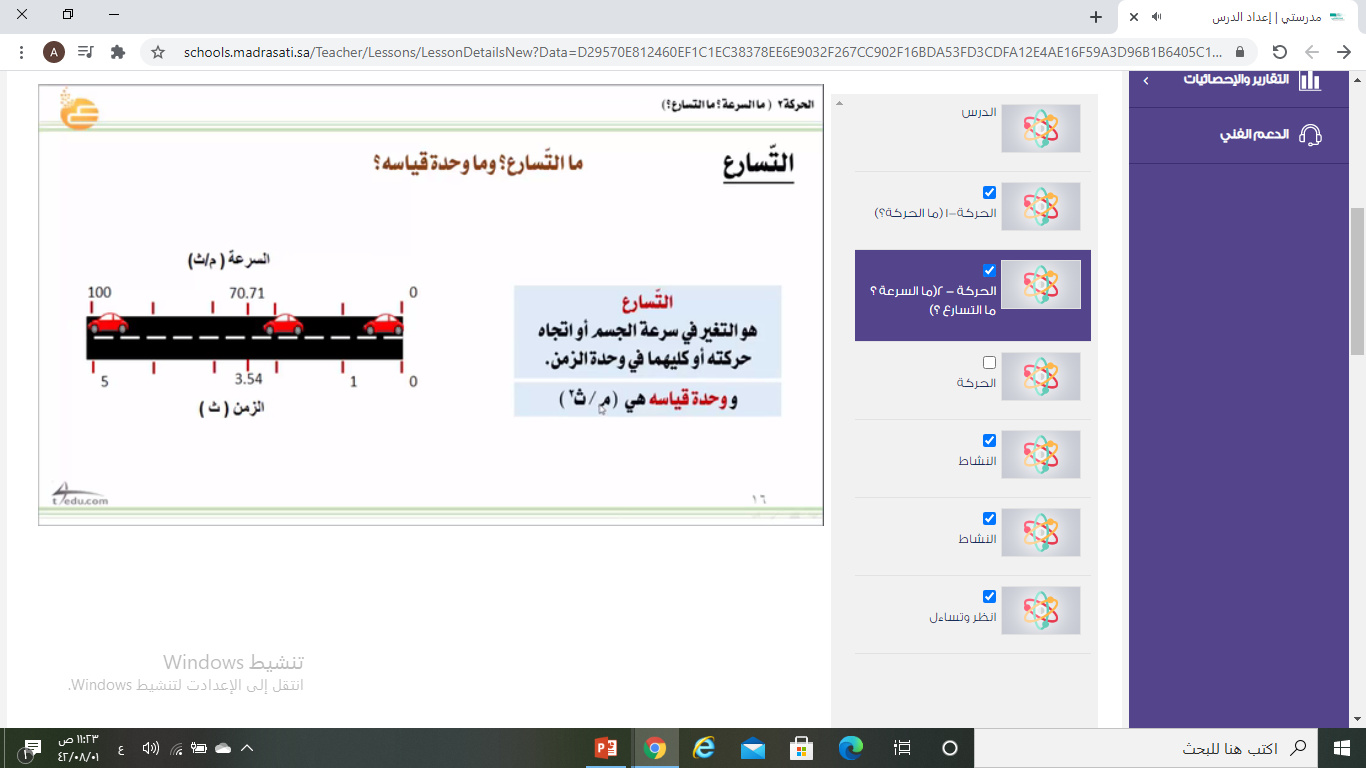 مدرستي | إعداد الدرس
schools.madrasati.sa/Teacher/Lessons/LessonDetailsNew?Data=D29570E812460EF1C1EC38378EE6E9032F267CC902F16BDA53FD3CDFA12E4AE16F59A3D96B1B6405C1...
A
التقارير والإحصائيات
الدعم الفني
الدرس
الحركة-١ (ما الحركة؟)
الحركة - ٢(ما السرعة ؟
ما التسارع ؟)
الحركة
النشاط
النشاط
انظر وتساءل
الحركة٢ ( ما السرعة؟ ما التسارع؟)
التّسارع
ما التّسارع؟ وما وحدة قياسه؟
السرعة ( م/ث)
100 70.71 0
5 3.54 1 0
الزمن ( ث )
التّسارع
هو التغير في سرعة الجسم أو اتجاه
حركته أو كليهما في وحدة الزمن.
و وحدة قياسه هي (م / ث٢ )
t4edu.com
١٦
تنشيط Windows
انتقل إلى الإعدادت لتنشيط Windows.
اكتب هنا للبحث
ع
١١:٢٣ ص
٤٢/٠٨/٠١
١